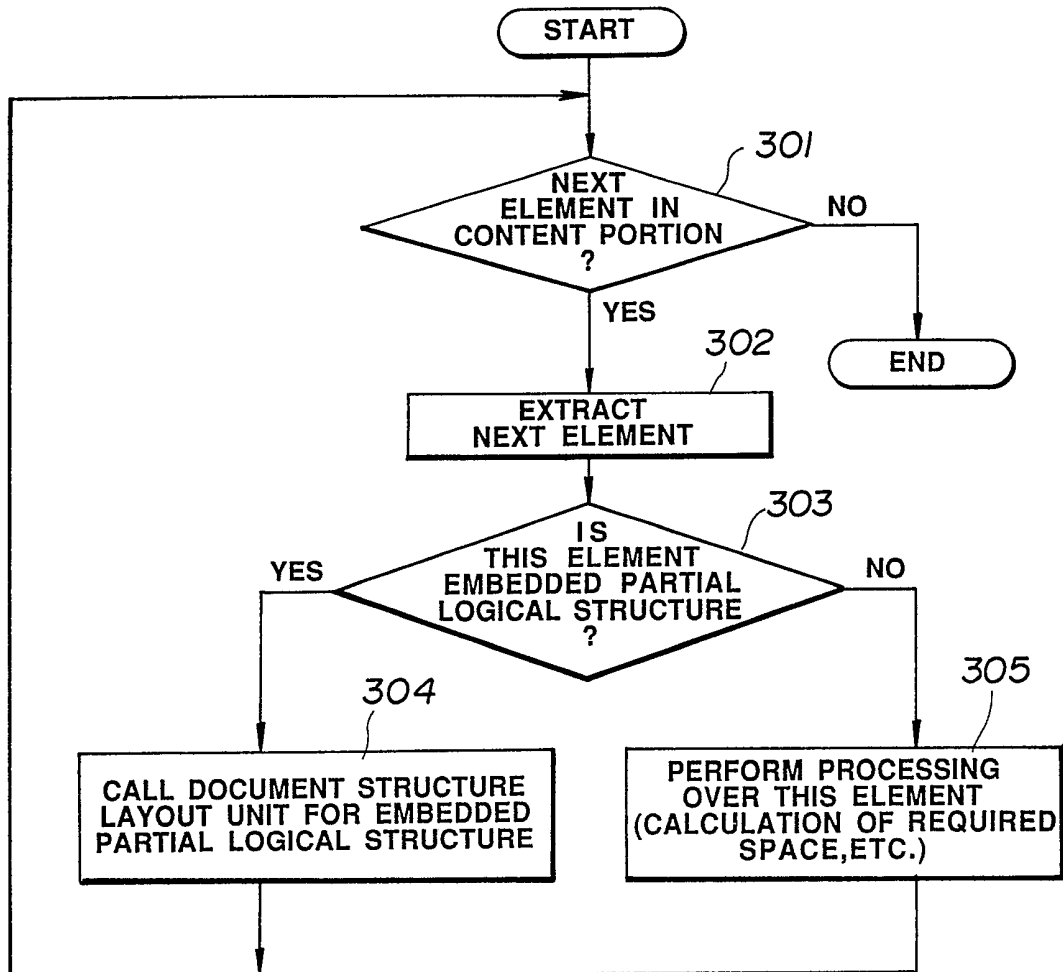 START
301
NEXT
ELEMENT IN
CONTENT PORTION
?
NO
YES
END
302
EXTRACT
NEXT ELEMENT
303
IS
THIS ELEMENT
EMBEDDED PARTIAL
LOGICAL STRUCTURE
?
YES
NO
304
CALL DOCUMENT STRUCTURE
LAYOUT UNIT FOR EMBEDDED
PARTIAL LOGICAL STRUCTURE
305
PERFORM PROCESSING
OVER THIS ELEMENT
(CALCULATION OF REQUIRED
SPACE,ETC.)